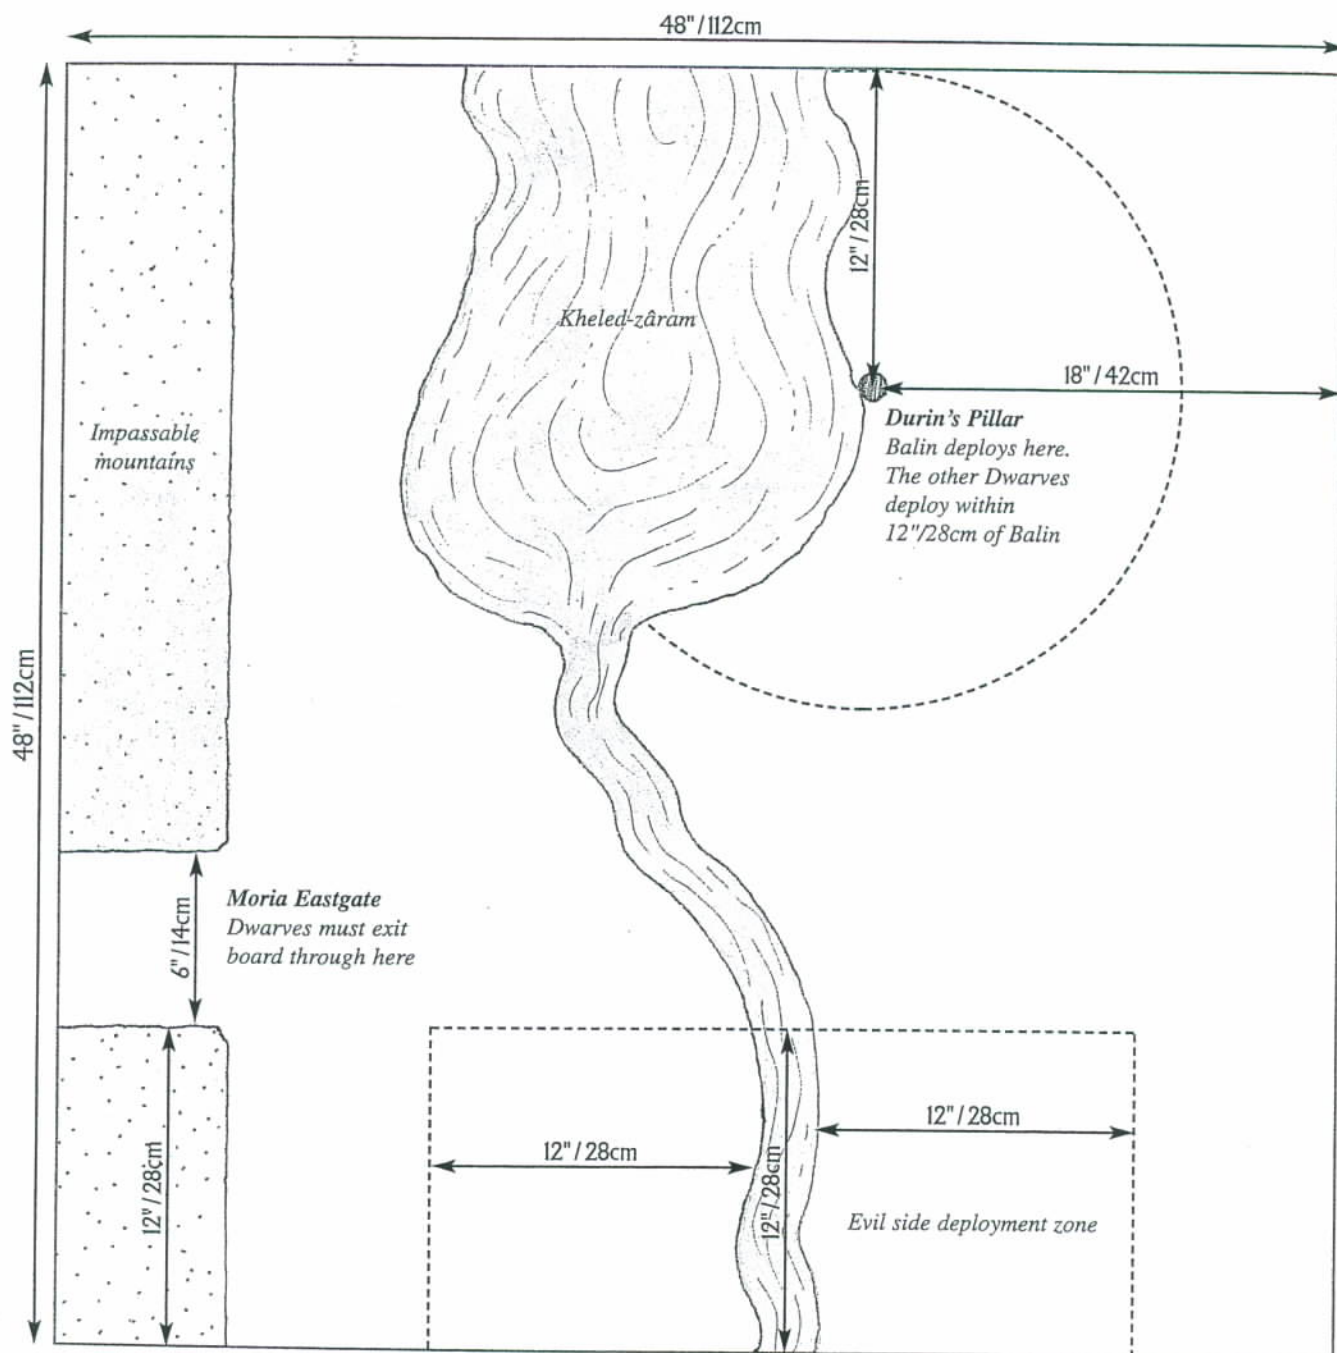 48"/112cm
12"/28cm
Kheled-zâram
18"/42cm
Durin's Pillar
Balin deploys here.
The other Dwarves
deploy within
12"/28cm of Balin
Impassable
mountains
48"/112cm
Moria Eastgate
Dwarves must exit
board through here
6"/14cm
12"/28cm
12"/28cm
12"/28cm
12"/28cm
Evil side deployment zone